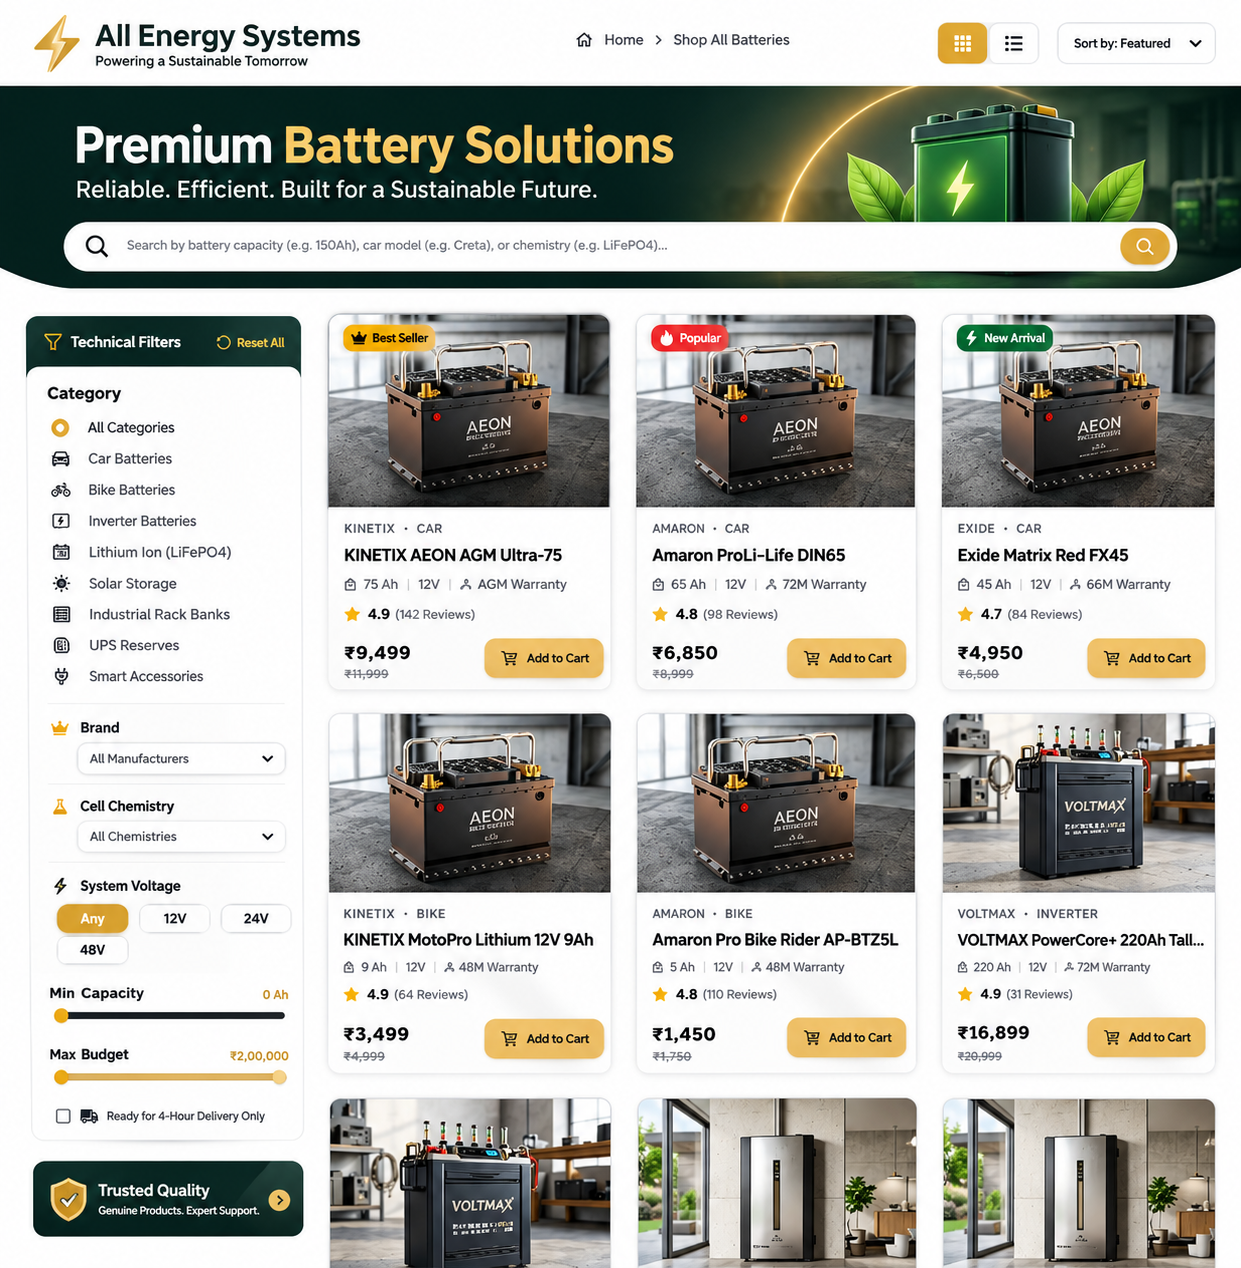 All Energy Systems
Powering a Sustainable Tomorrow
Home > Shop All Batteries
Sort by: Featured
Premium Battery Solutions
Reliable. Efficient. Built for a Sustainable Future.
Search by battery capacity (e.g. 150Ah), car model (e.g. Creta), or chemistry (e.g. LiFePO4)...
Technical Filters
Reset All
Category
All Categories
Car Batteries
Bike Batteries
Inverter Batteries
Lithium Ion (LiFePO4)
Solar Storage
Industrial Rack Banks
UPS Reserves
Smart Accessories
Brand
All Manufacturers
Cell Chemistry
All Chemistries
System Voltage
Any
12V
24V
48V
Min Capacity
0 Ah
Max Budget
₹2,00,000
Ready for 4-Hour Delivery Only
Trusted Quality
Genuine Products. Expert Support.
Best Seller
AEON
KINETIX • CAR
KINETIX AEON AGM Ultra-75
75 Ah | 12V | AGM Warranty
4.9 (142 Reviews)
₹9,499
₹11,999
Add to Cart
Popular
AEON
AMARON • CAR
Amaron ProLi-Life DIN65
65 Ah | 12V | 72M Warranty
4.8 (98 Reviews)
₹6,850
₹8,999
Add to Cart
New Arrival
AEON
EXIDE • CAR
Exide Matrix Red FX45
45 Ah | 12V | 66M Warranty
4.7 (84 Reviews)
₹4,950
₹6,500
Add to Cart
AEON
KINETIX • BIKE
KINETIX MotoPro Lithium 12V 9Ah
9 Ah | 12V | 48M Warranty
4.9 (64 Reviews)
₹3,499
₹4,999
Add to Cart
AEON
AMARON • BIKE
Amaron Pro Bike Rider AP-BTZ5L
5 Ah | 12V | 48M Warranty
4.8 (110 Reviews)
₹1,450
₹1,750
Add to Cart
VOLTMAX
VOLTMAX • INVERTER
VOLTMAX PowerCore+ 220Ah Tall...
220 Ah | 12V | 72M Warranty
4.9 (31 Reviews)
₹16,899
₹20,999
Add to Cart
VOLTMAX